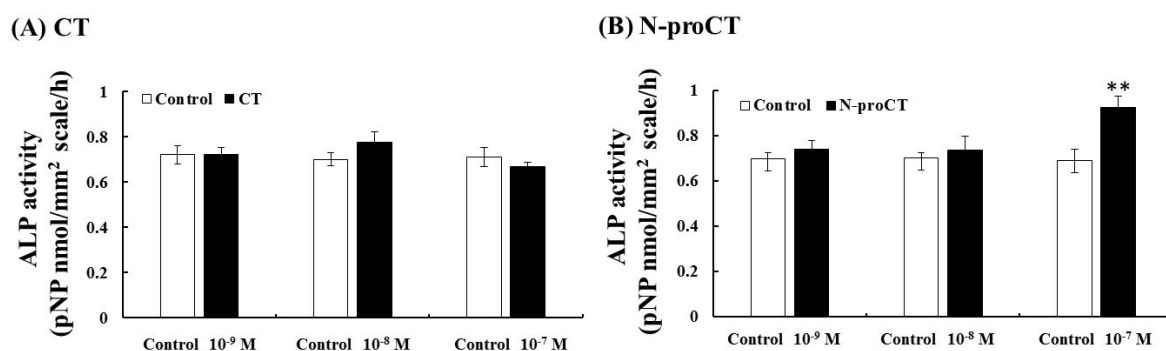 (A) CT
ALP activity
(pNP nmol/mm² scale/h)
Control CT
1
0.8
0.6
0.4
0.2
0
Control 10⁻⁹ M Control 10⁻⁸ M Control 10⁻⁷ M
(B) N-proCT
ALP activity
(pNP nmol/mm² scale/h)
Control N-proCT
**
1
0.8
0.6
0.4
0.2
0
Control 10⁻⁹ M Control 10⁻⁸ M Control 10⁻⁷ M